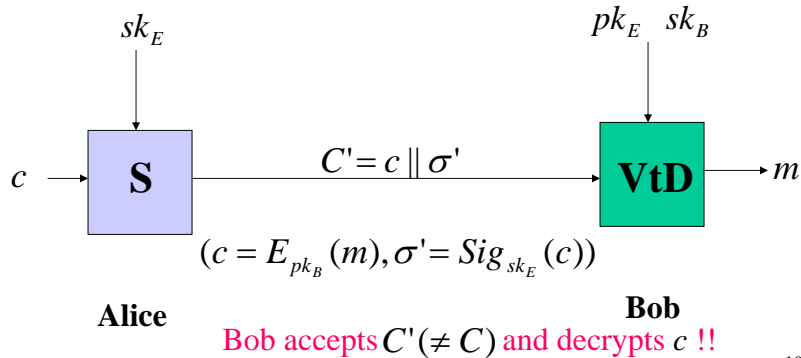 sk_E
pk_E sk_B
c
S
C' = c || σ'
VtD
m
(c = E_{pk_B}(m), σ' = Sig_{sk_E}(c))
Alice
Bob
Bob accepts C'(≠ C) and decrypts c !!